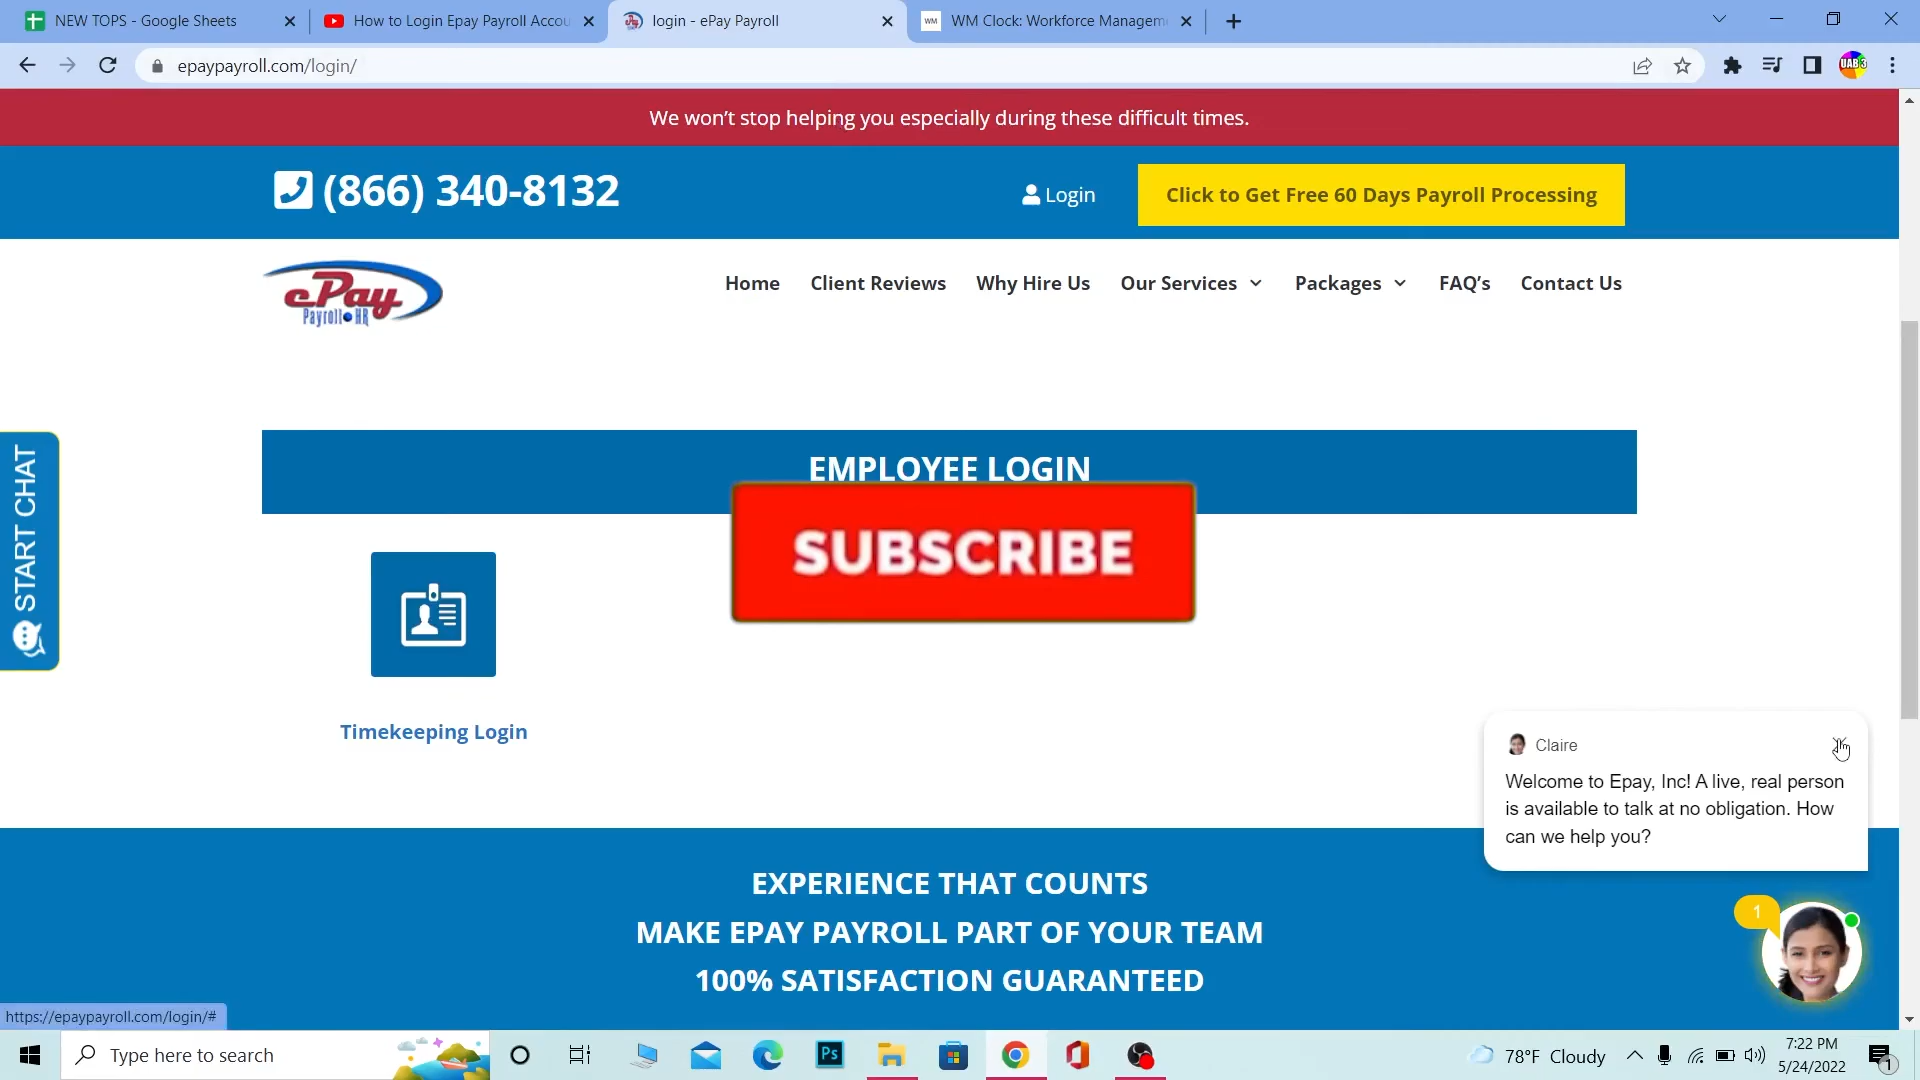 NEW TOPS - Google Sheets
How to Login Epay Payroll Accou
login - ePay Payroll
WM
WM Clock: Workforce Managem
epaypayroll.com/login/
UAB 3
We won't stop helping you especially during these difficult times.
(866) 340-8132
Login
Click to Get Free 60 Days Payroll Processing
ePay
Payroll HR
Home
Client Reviews
Why Hire Us
Our Services
Packages
FAQ's
Contact Us
START CHAT
EMPLOYEE LOGIN
SUBSCRIBE
Timekeeping Login
Claire
Welcome to Epay, Inc! A live, real person
is available to talk at no obligation. How
can we help you?
EXPERIENCE THAT COUNTS
MAKE EPAY PAYROLL PART OF YOUR TEAM
100% SATISFACTION GUARANTEED
1
https://epaypayroll.com/login/#
Type here to search
Ps
78°F Cloudy
7:22 PM
5/24/2022
1